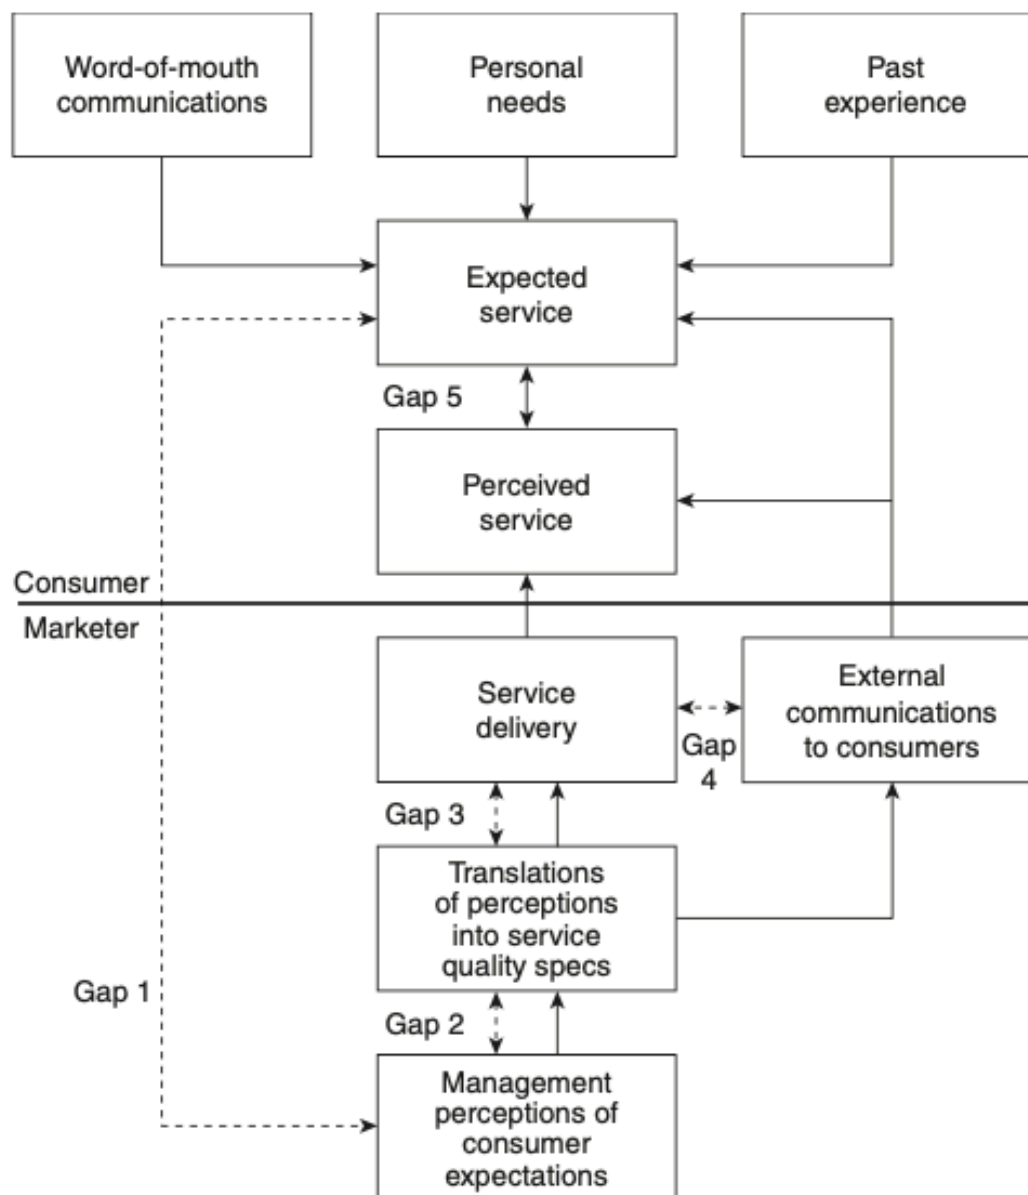 Word-of-mouth
communications
Personal
needs
Past
experience
Expected
service
Gap 5
Perceived
service
Consumer
Marketer
Service
delivery
External
communications
to consumers
Gap
4
Gap 3
Translations
of perceptions
into service
quality specs
Gap 1
Gap 2
Management
perceptions of
consumer
expectations